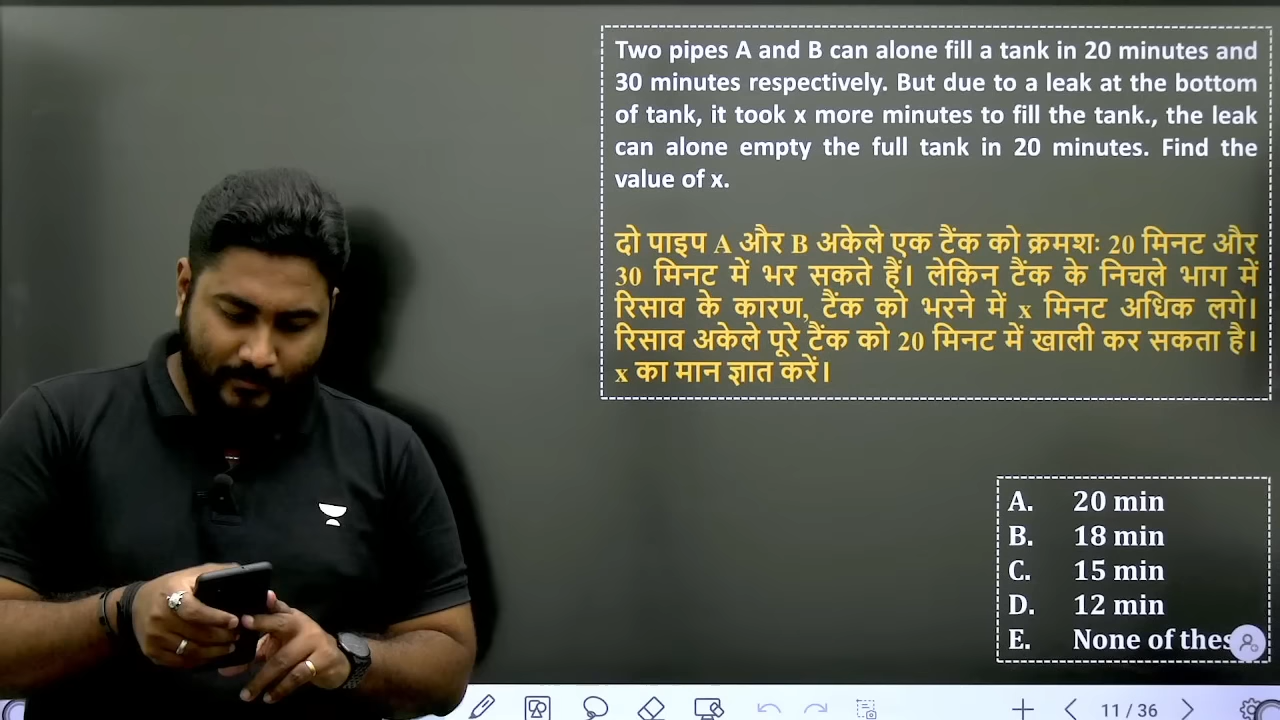 Two pipes A and B can alone fill a tank in 20 minutes and
30 minutes respectively. But due to a leak at the bottom
of tank, it took x more minutes to fill the tank., the leak
can alone empty the full tank in 20 minutes. Find the
value of x.
दो पाइप A और B अकेले एक टैंक को क्रमशः 20 मिनट और
30 मिनट में भर सकते हैं। लेकिन टैंक के निचले भाग में
रिसाव के कारण, टैंक को भरने में x मिनट अधिक लगे।
रिसाव अकेले पूरे टैंक को 20 मिनट में खाली कर सकता है।
x का मान ज्ञात करें।
A. 20 min
B. 18 min
C. 15 min
D. 12 min
E. None of thes
11 / 36